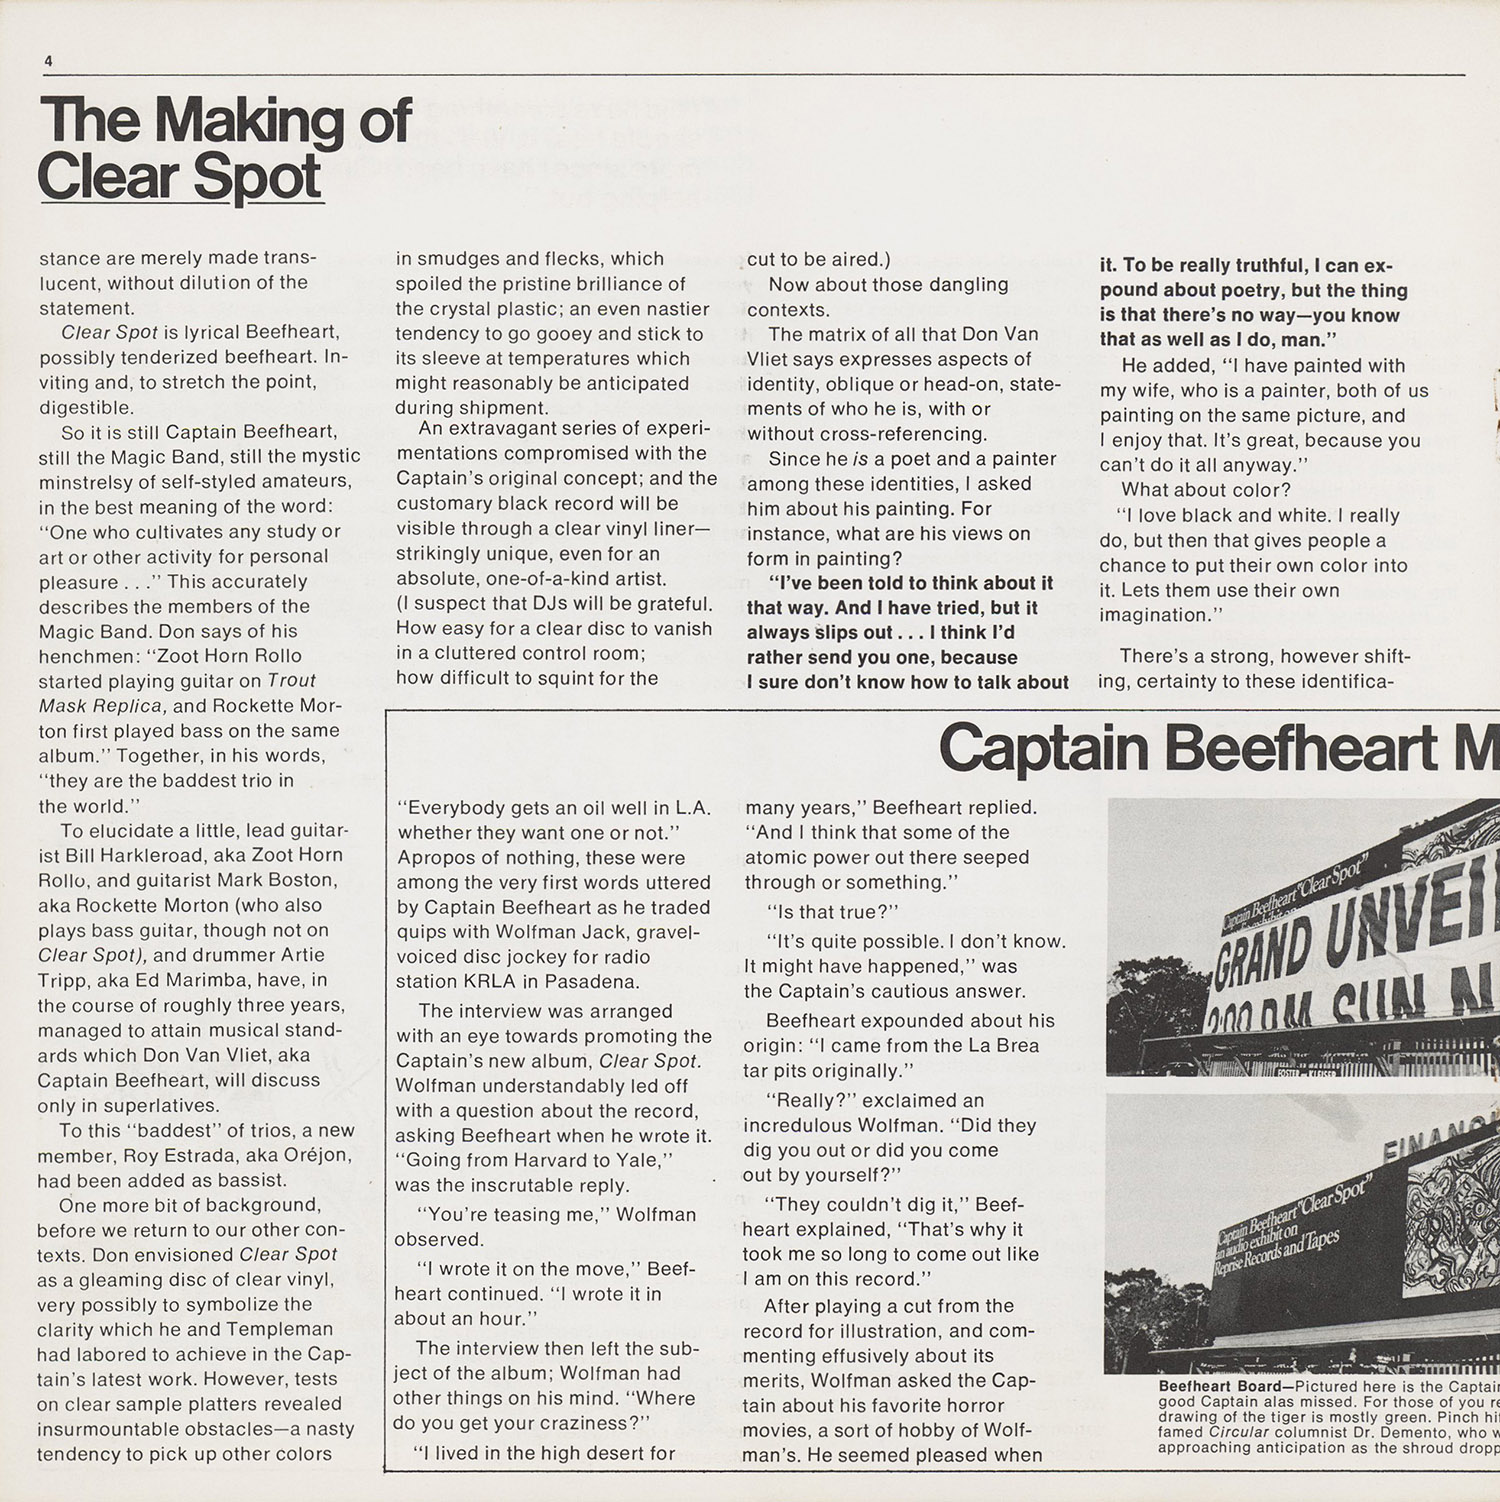 4
The Making of
Clear Spot
stance are merely made trans-
lucent, without dilution of the
statement.
Clear Spot is lyrical Beefheart,
possibly tenderized beefheart. In-
viting and, to stretch the point,
digestible.
So it is still Captain Beefheart,
still the Magic Band, still the mystic
minstrelsy of self-styled amateurs,
in the best meaning of the word:
“One who cultivates any study or
art or other activity for personal
pleasure . . .” This accurately
describes the members of the
Magic Band. Don says of his
henchmen: “Zoot Horn Rollo
started playing guitar on Trout
Mask Replica, and Rockette Mor-
ton first played bass on the same
album.” Together, in his words,
“they are the baddest trio in
the world.”
To elucidate a little, lead guitar-
ist Bill Harkleroad, aka Zoot Horn
Rollo, and guitarist Mark Boston,
aka Rockette Morton (who also
plays bass guitar, though not on
Clear Spot), and drummer Artie
Tripp, aka Ed Marimba, have, in
the course of roughly three years,
managed to attain musical stand-
ards which Don Van Vliet, aka
Captain Beefheart, will discuss
only in superlatives.
To this “baddest” of trios, a new
member, Roy Estrada, aka Oréjon,
had been added as bassist.
One more bit of background,
before we return to our other con-
texts. Don envisioned Clear Spot
as a gleaming disc of clear vinyl,
very possibly to symbolize the
clarity which he and Templeman
had labored to achieve in the Cap-
tain’s latest work. However, tests
on clear sample platters revealed
insurmountable obstacles—a nasty
tendency to pick up other colors
in smudges and flecks, which
spoiled the pristine brilliance of
the crystal plastic; an even nastier
tendency to go gooey and stick to
its sleeve at temperatures which
might reasonably be anticipated
during shipment.
An extravagant series of experi-
mentations compromised with the
Captain’s original concept; and the
customary black record will be
visible through a clear vinyl liner—
strikingly unique, even for an
absolute, one-of-a-kind artist.
(I suspect that DJs will be grateful.
How easy for a clear disc to vanish
in a cluttered control room;
how difficult to squint for the
cut to be aired.)
Now about those dangling
contexts.
The matrix of all that Don Van
Vliet says expresses aspects of
identity, oblique or head-on, state-
ments of who he is, with or
without cross-referencing.
Since he is a poet and a painter
among these identities, I asked
him about his painting. For
instance, what are his views on
form in painting?
“I’ve been told to think about it
that way. And I have tried, but it
always slips out . . . I think I’d
rather send you one, because
I sure don’t know how to talk about
it. To be really truthful, I can ex-
pound about poetry, but the thing
is that there’s no way—you know
that as well as I do, man.”
He added, “I have painted with
my wife, who is a painter, both of us
painting on the same picture, and
I enjoy that. It’s great, because you
can’t do it all anyway.”
What about color?
“I love black and white. I really
do, but then that gives people a
chance to put their own color into
it. Lets them use their own
imagination.”
There’s a strong, however shift-
ing, certainty to these identifica-
Captain Beefheart M
“Everybody gets an oil well in L.A.
whether they want one or not.”
Apropos of nothing, these were
among the very first words uttered
by Captain Beefheart as he traded
quips with Wolfman Jack, gravel-
voiced disc jockey for radio
station KRLA in Pasadena.
The interview was arranged
with an eye towards promoting the
Captain’s new album, Clear Spot.
Wolfman understandably led off
with a question about the record,
asking Beefheart when he wrote it.
“Going from Harvard to Yale,”
was the inscrutable reply.
“You’re teasing me,” Wolfman
observed.
“I wrote it on the move,” Beef-
heart continued. “I wrote it in
about an hour.”
The interview then left the sub-
ject of the album; Wolfman had
other things on his mind. “Where
do you get your craziness?”
“I lived in the high desert for
many years,” Beefheart replied.
“And I think that some of the
atomic power out there seeped
through or something.”
“Is that true?”
“It’s quite possible. I don’t know.
It might have happened,” was
the Captain’s cautious answer.
Beefheart expounded about his
origin: “I came from the La Brea
tar pits originally.”
“Really?” exclaimed an
incredulous Wolfman. “Did they
dig you out or did you come
out by yourself?”
“They couldn’t dig it,” Beef-
heart explained, “That’s why it
took me so long to come out like
I am on this record.”
After playing a cut from the
record for illustration, and com-
menting effusively about its
merits, Wolfman asked the Cap-
tain about his favorite horror
movies, a sort of hobby of Wolf-
man’s. He seemed pleased when
Captain Beefheart “Clear Spot”
GRAND UNVEI
2:00 P.M. SUN N
FOSTER and KLEISER
FINANC
Captain Beefheart “Clear Spot”
an audio exhibit on
Reprise Records and Tapes
Beefheart Board—Pictured here is the Captain
good Captain alas missed. For those of you re
drawing of the tiger is mostly green. Pinch hit
famed Circular columnist Dr. Demento, who w
approaching anticipation as the shroud dropp